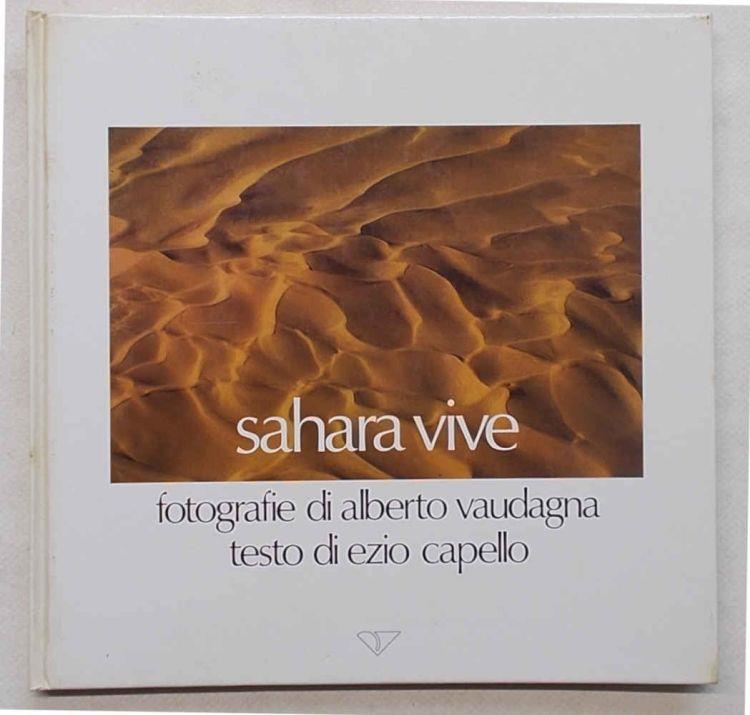 sahara vive
fotografie di alberto vaudagna
testo di ezio capello